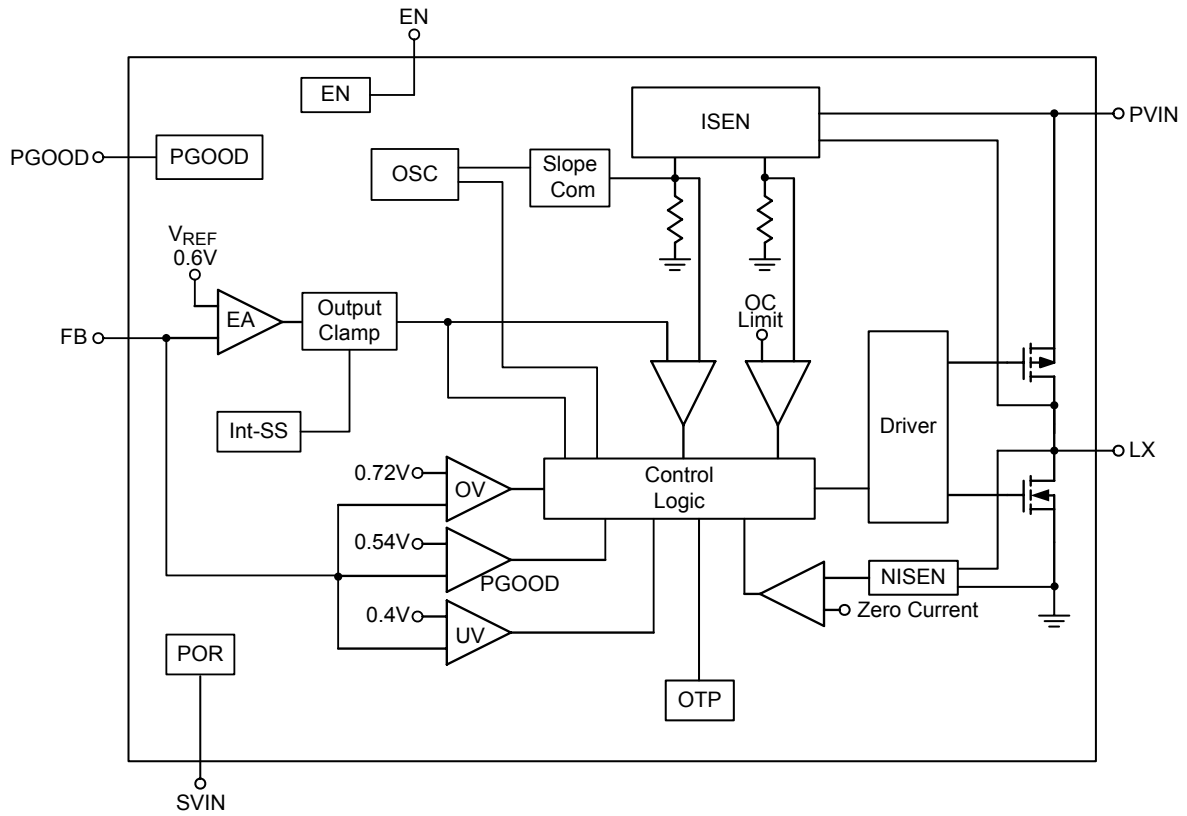 EN
EN
ISEN
PVIN
PGOOD
PGOOD
OSC
Slope
Com
VREF
0.6V
EA
Output
Clamp
OC
Limit
FB
Int-SS
Driver
0.72V
OV
Control
Logic
LX
0.54V
PGOOD
NISEN
0.4V
UV
Zero Current
POR
OTP
SVIN